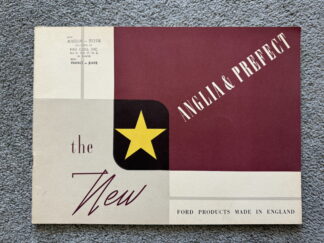 ANGLIA & PREFECT
the
New
FORD PRODUCTS MADE IN ENGLAND